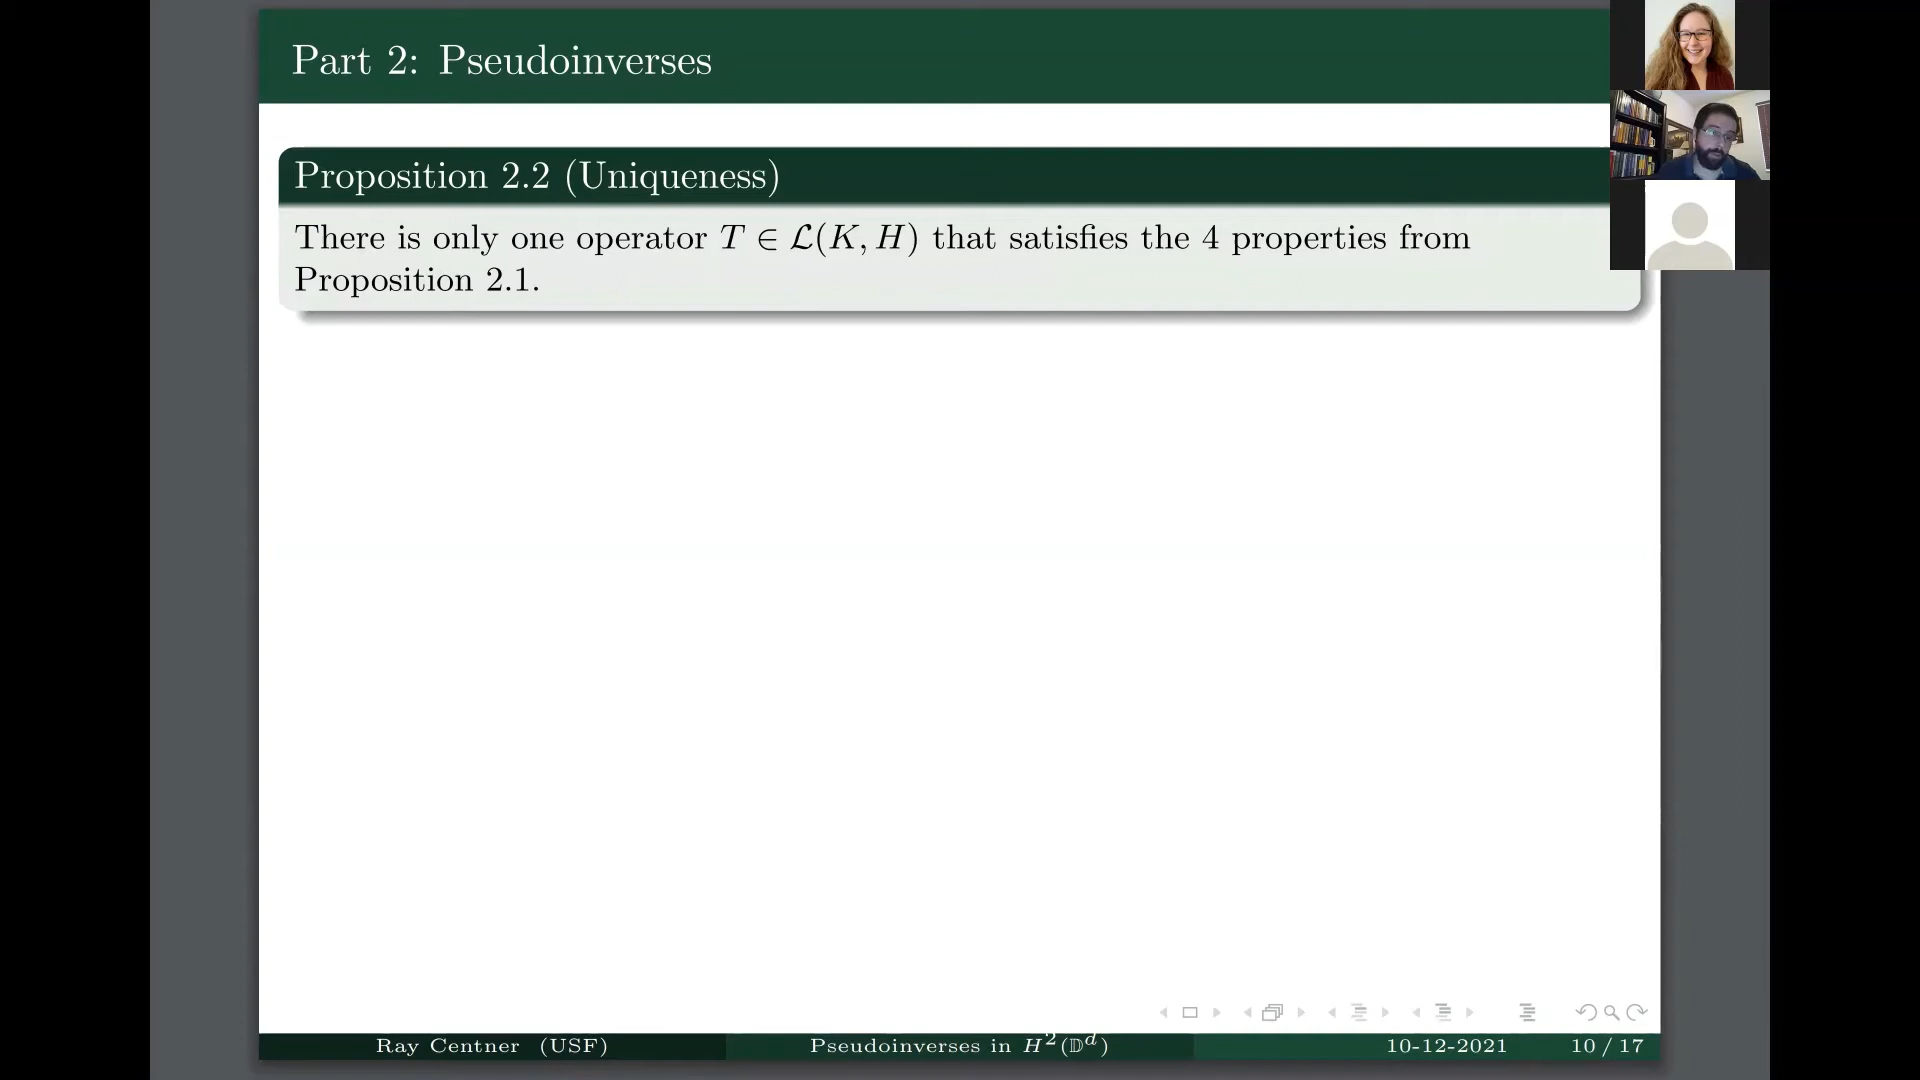 Part 2: Pseudoinverses
Proposition 2.2 (Uniqueness)
There is only one operator T ∈ ℒ(K, H) that satisfies the 4 properties from
Proposition 2.1.
Ray Centner (USF) Pseudoinverses in H²(𝔻ᵈ) 10-12-2021 10 / 17